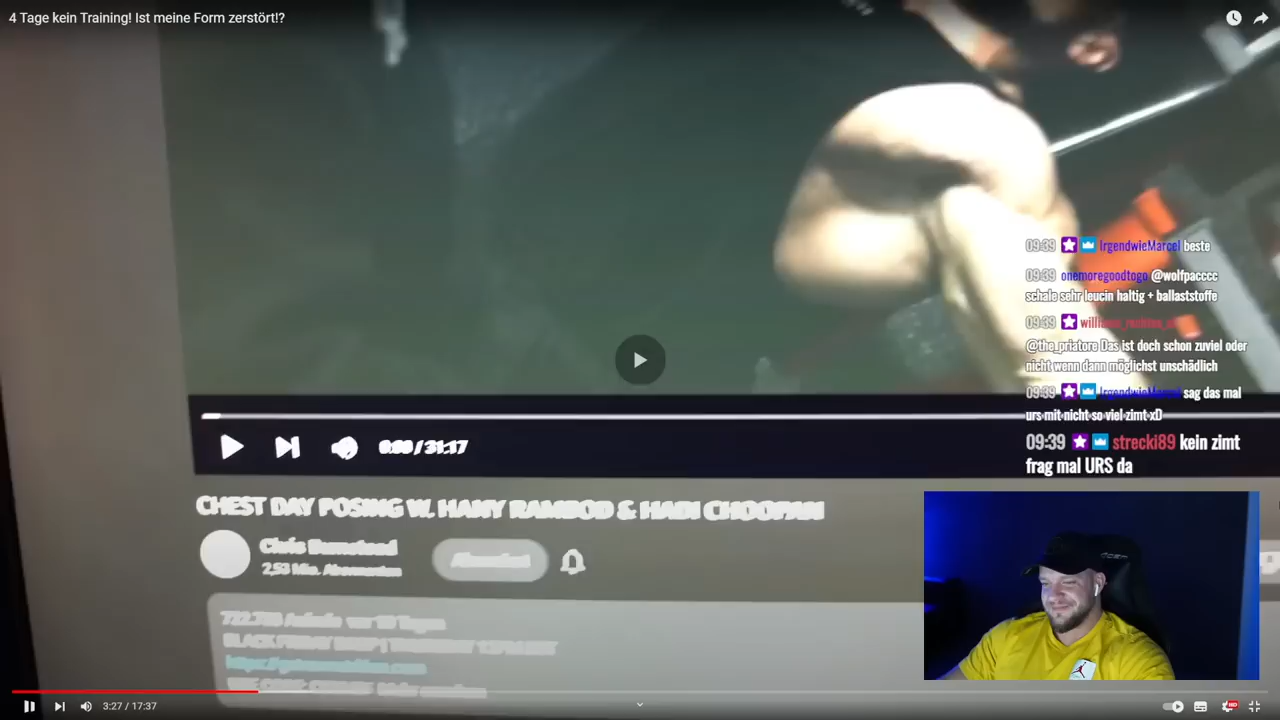 4 Tage kein Training! Ist meine Form zerstört!?
09:39 IrgendwieMarcel beste
09:39 onemoregoodtogo @wolfpacccc
schale sehr leucin haltig + ballaststoffe
09:39
@the_priatore Das ist doch schon zuviel oder
nicht wenn dann möglichst unschädlich
09:39 IrgendwieMarcel sag das mal
urs mit nicht so viel zimt xD
09:39 strecki89 kein zimt
frag mal URS da
0:00 / 31:17
CHEST DAY POSING W. HANY RAMBOD & HADI CHOOPAN
Chris Bumstead
2,53 Mio. Abonnenten
3:27 / 17:37